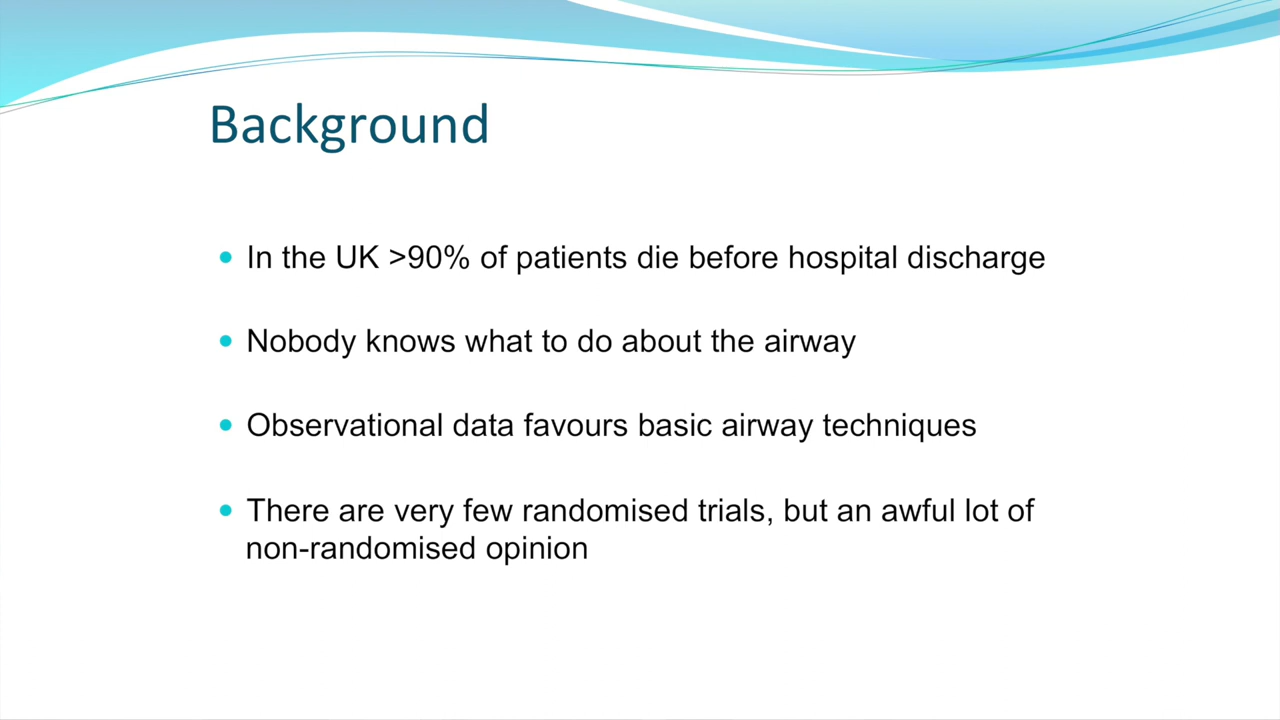 Background
• In the UK >90% of patients die before hospital discharge
• Nobody knows what to do about the airway
• Observational data favours basic airway techniques
• There are very few randomised trials, but an awful lot of
non-randomised opinion